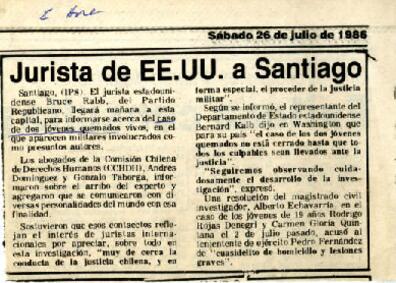 Sábado 26 de julio de 1986
Jurista de EE.UU. a Santiago
Santiago, (IPS) El jurista estadouni-
dense Bruce Rabb, del Partido
Republicano, llegará mañana a esta
capital, para informarse acerca del caso
de dos jóvenes quemados vivos, en el
que aparecen militares involucrados como
presuntos autores.
Los abogados de la Comisión Chilena
de Derechos Humanos (CCHDH), Andrés
Domínguez y Gonzalo Taborga, infor-
maron sobre el arribo del experto y
agregaron que se comunicaron con di-
versas personalidades del mundo con esa
finalidad.
Sostuvieron que esos contactos reflej-
an el interés de juristas interna-
cionales por apreciar, sobre todo en
esta investigación, "muy de cerca la
conducta de la justicia chilena, y en
forma especial, el proceder de la justicia
militar".
Según se informó, el representante del
Departamento de Estado estadounidense
Bernard Kalb dijo en Washington que
para su país "el caso de los dos jóvenes
quemados no está cerrado hasta que to-
dos los culpables sean llevados ante la
justicia".
"Seguiremos observando cuida-
dosamente el desarrollo de la inves-
tigación", expresó.
Una resolución del magistrado civil
investigador, Alberto Echavarría, en el
caso de los jóvenes de 19 años Rodrigo
Rojas Denegri y Carmen Gloria Quin-
tana el 2 de julio pasado, acusó al
teniente de ejército Pedro Fernández
de "cuasidelito de homicidio y lesiones
graves".